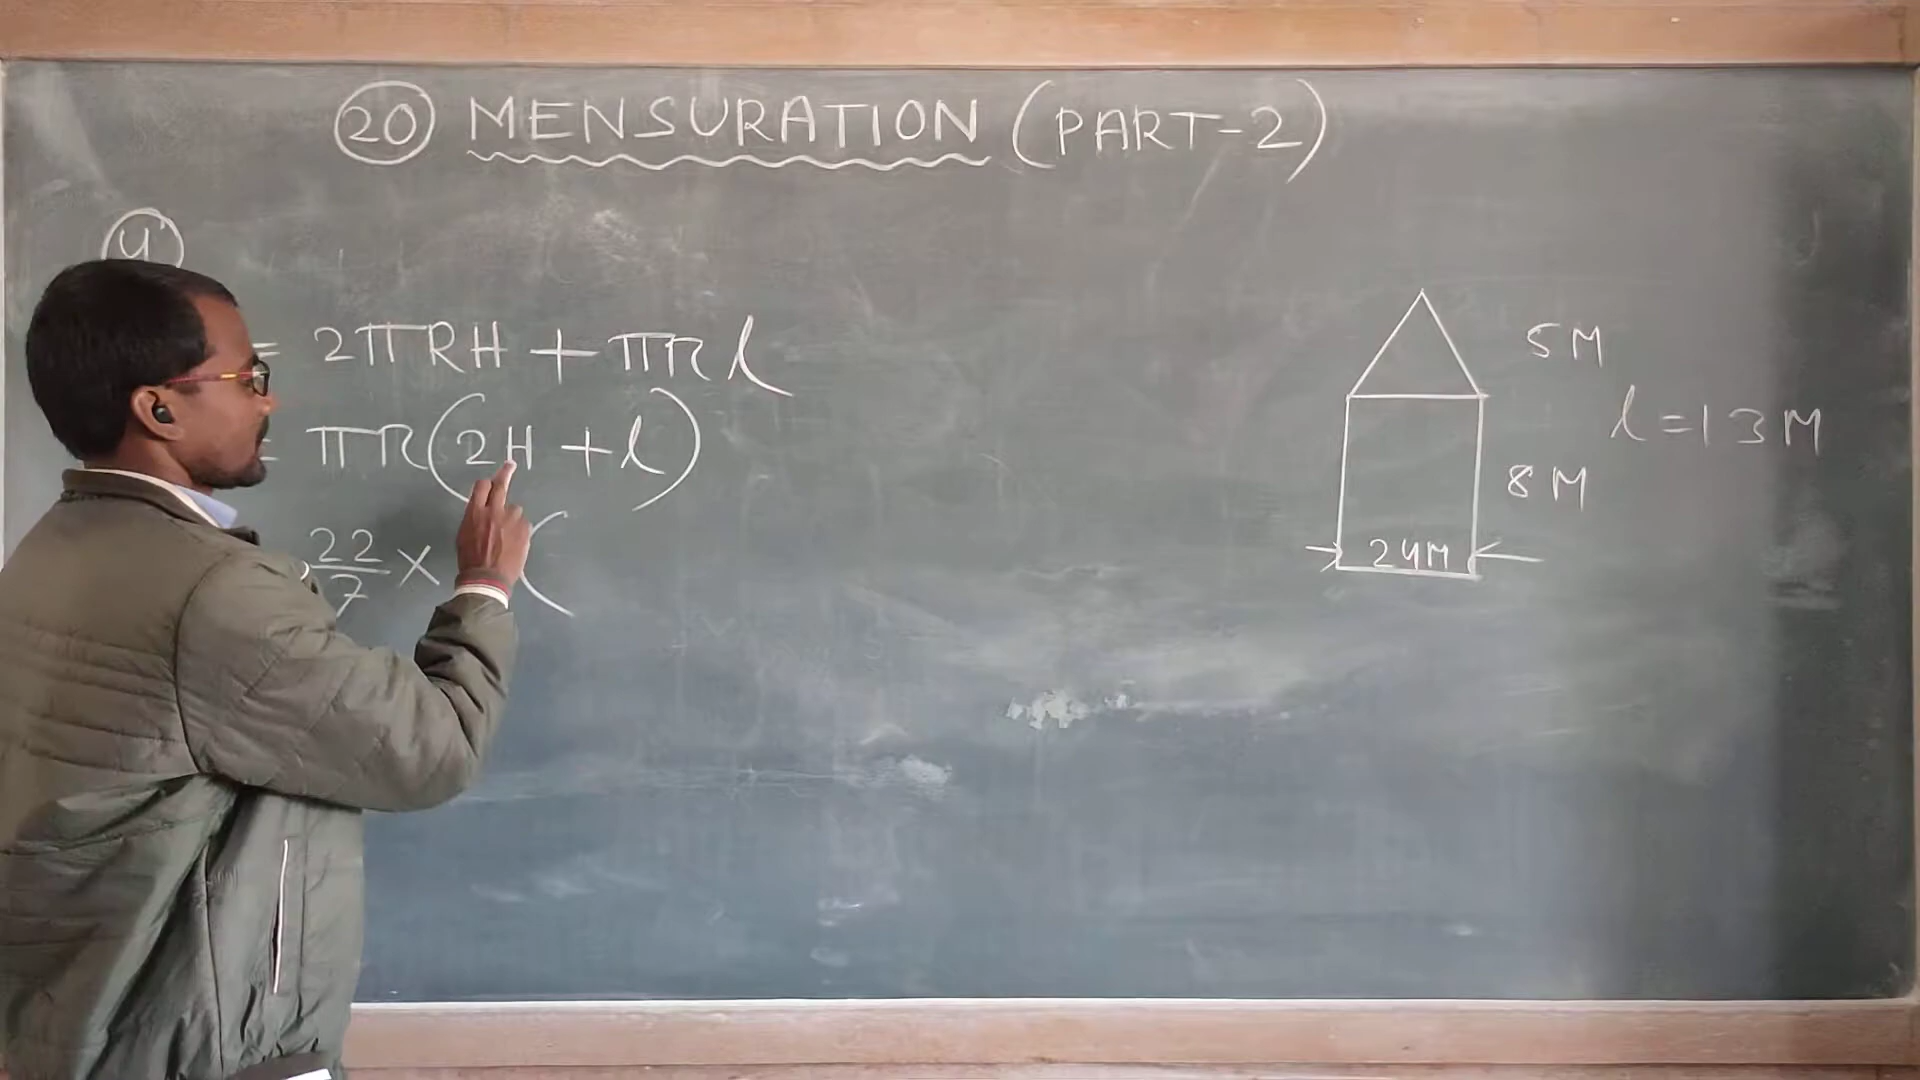 20 MENSURATION (PART-2)
4
= 2πRH + πRl
= πR(2H + l)
22/7 × (
5M
l = 13M
8M
24M